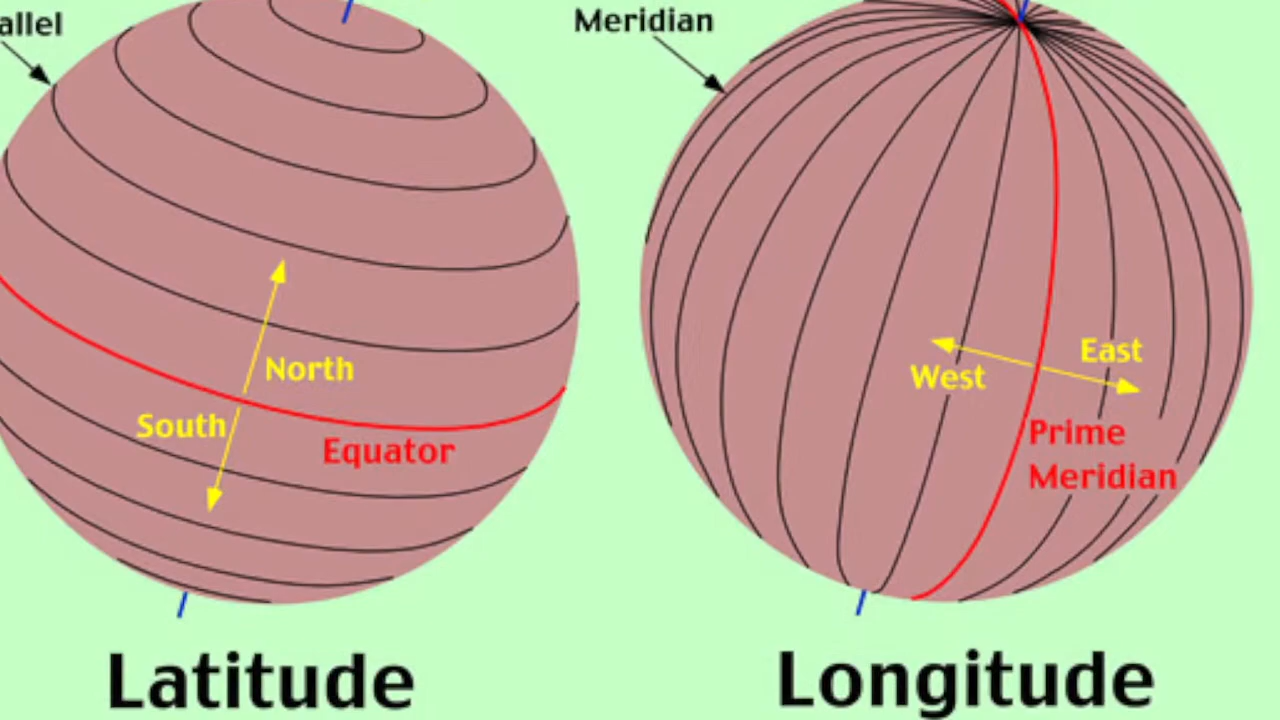 allel
Meridian
North
South
Equator
West
East
Prime
Meridian
Latitude
Longitude